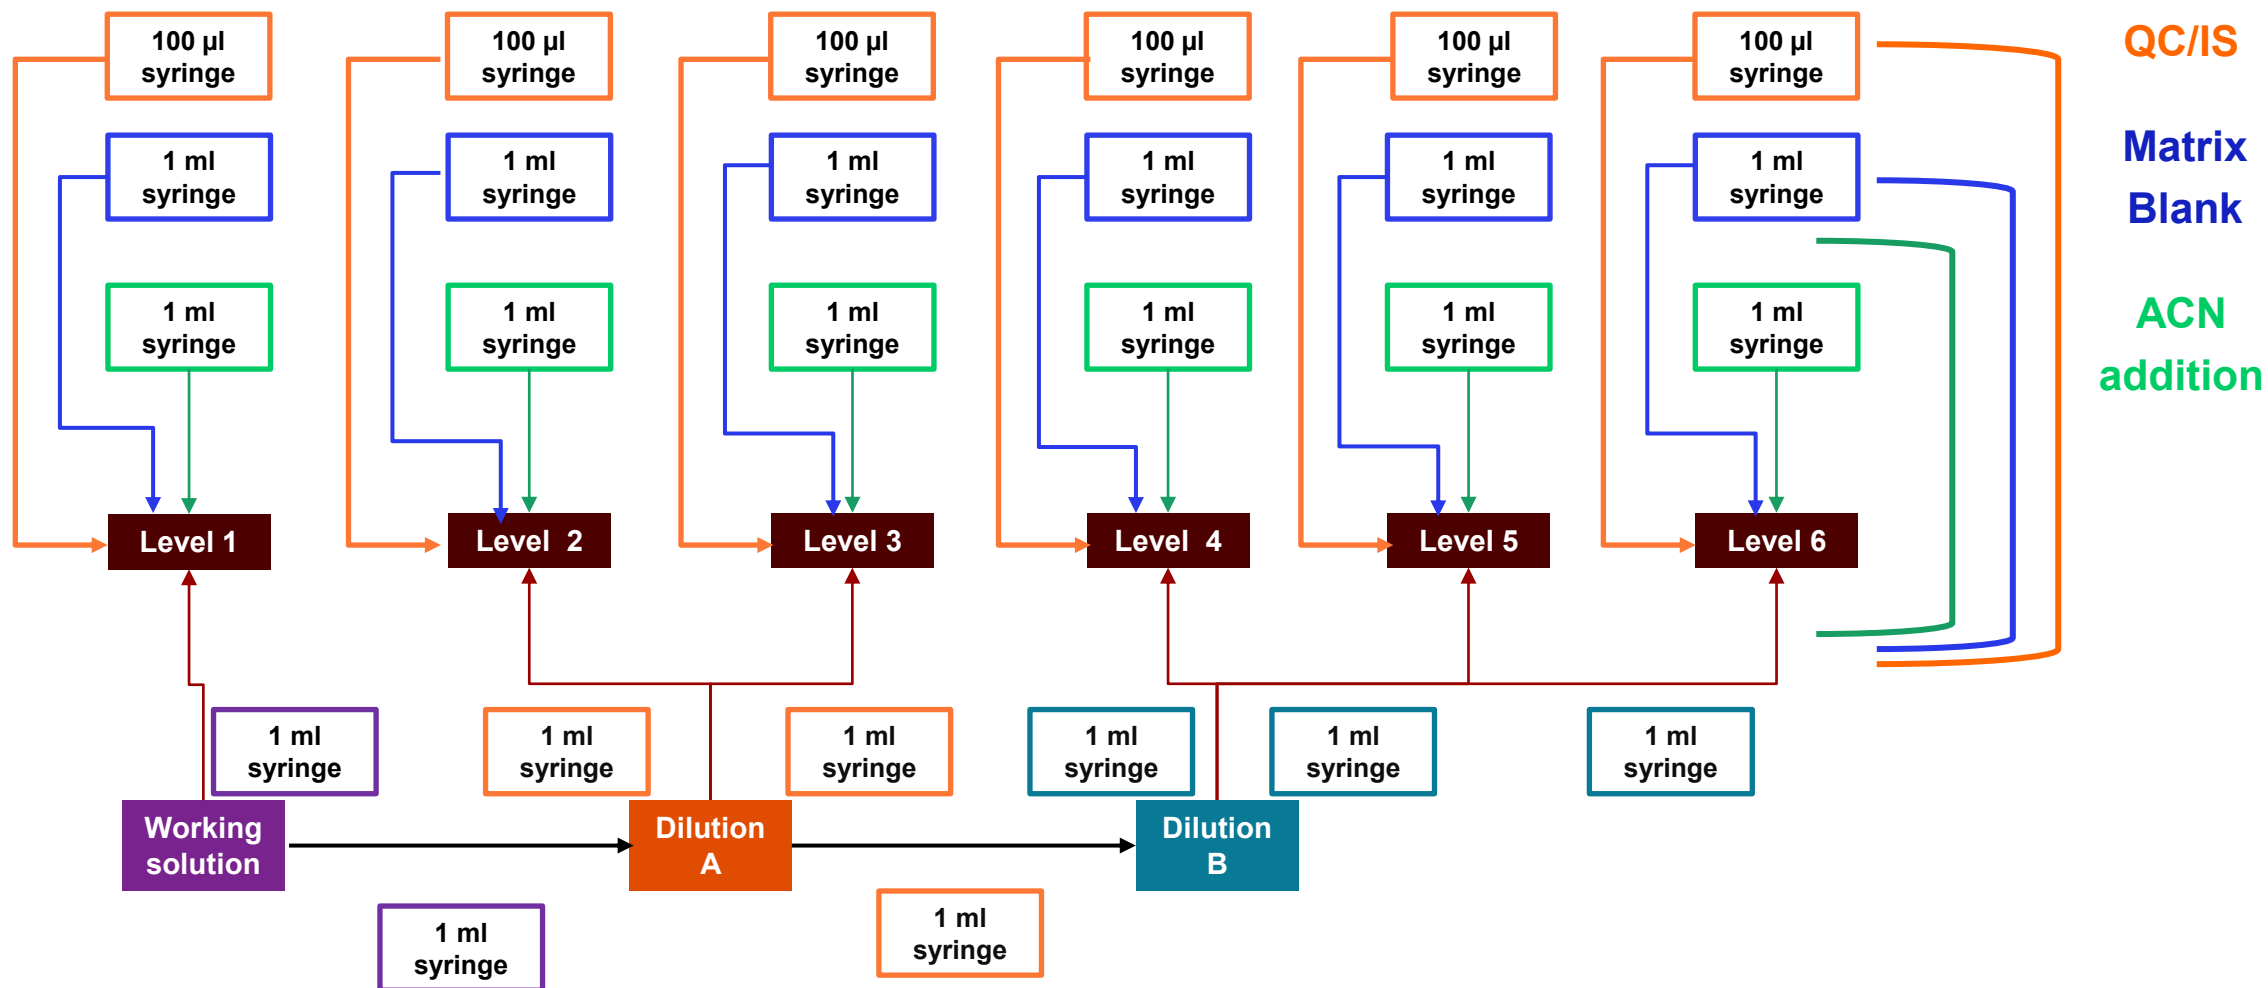 100 µl
syringe
100 µl
syringe
100 µl
syringe
100 µl
syringe
100 µl
syringe
100 µl
syringe
QC/IS
1 ml
syringe
1 ml
syringe
1 ml
syringe
1 ml
syringe
1 ml
syringe
1 ml
syringe
Matrix
Blank
1 ml
syringe
1 ml
syringe
1 ml
syringe
1 ml
syringe
1 ml
syringe
1 ml
syringe
ACN
addition
Level 1
Level 2
Level 3
Level 4
Level 5
Level 6
1 ml
syringe
1 ml
syringe
1 ml
syringe
1 ml
syringe
1 ml
syringe
1 ml
syringe
Working
solution
Dilution
A
Dilution
B
1 ml
syringe
1 ml
syringe